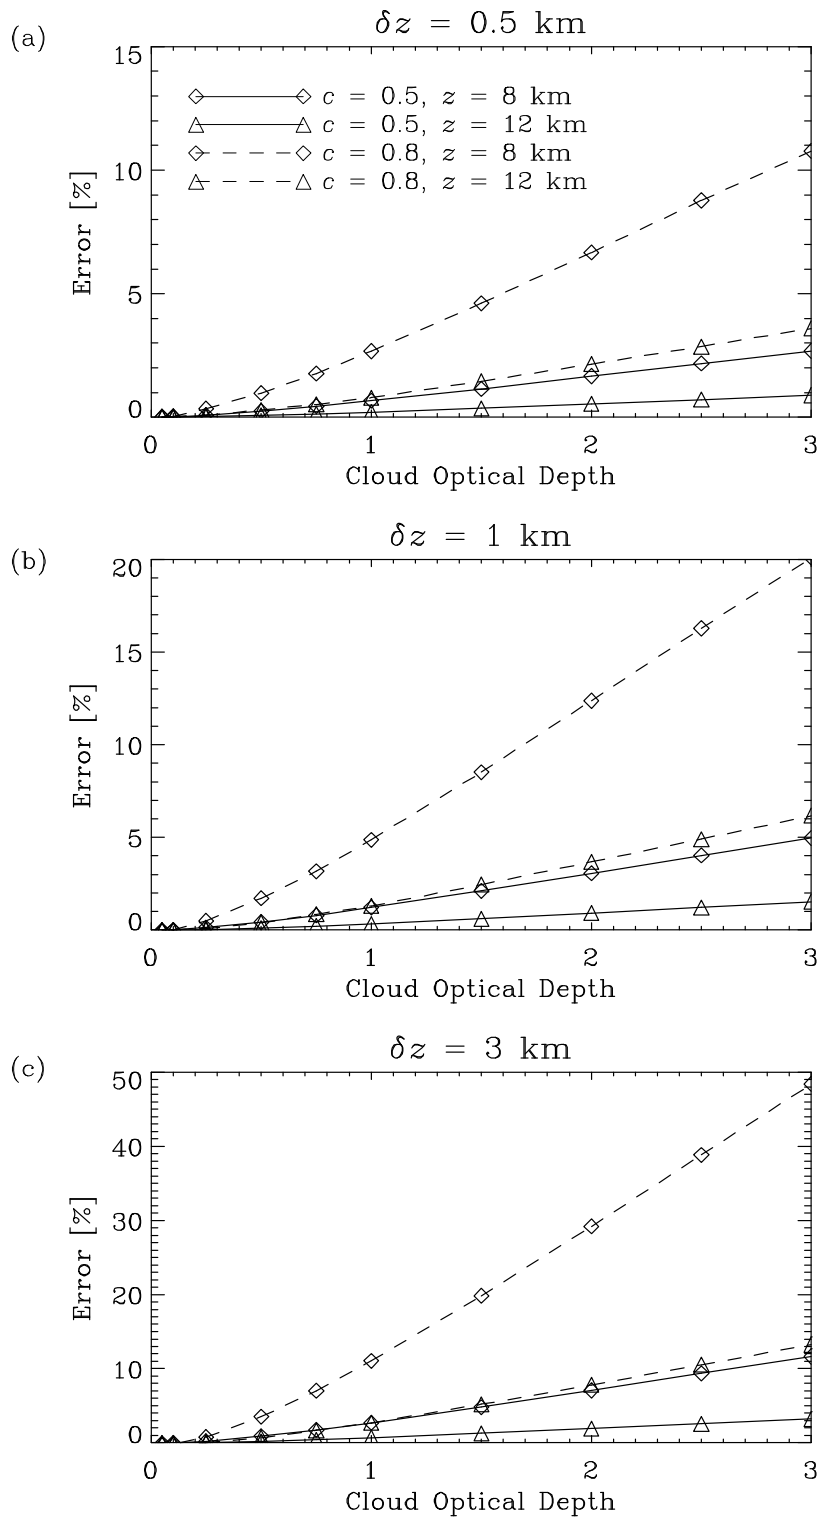 (a)
δz = 0.5 km
15
10
5
0
Error [%]
c = 0.5, z = 8 km
c = 0.5, z = 12 km
c = 0.8, z = 8 km
c = 0.8, z = 12 km
0 1 2 3
Cloud Optical Depth
(b)
δz = 1 km
20
15
10
5
0
Error [%]
0 1 2 3
Cloud Optical Depth
(c)
δz = 3 km
50
40
30
20
10
0
Error [%]
0 1 2 3
Cloud Optical Depth